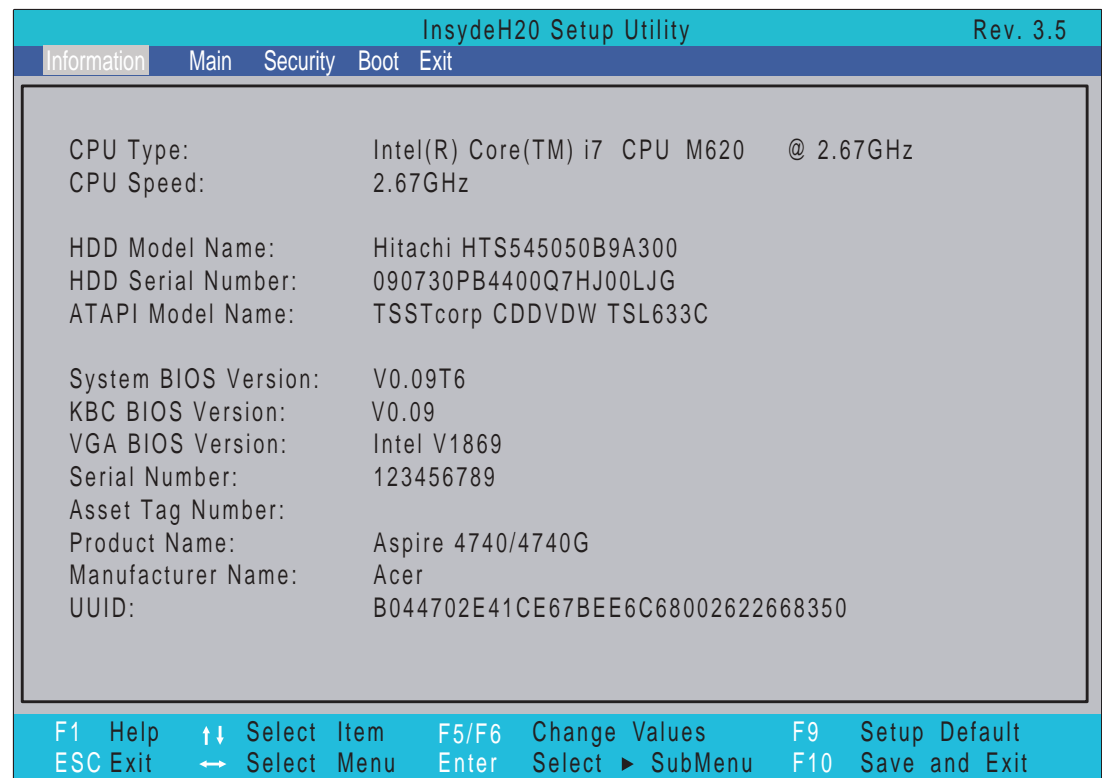 InsydeH20 Setup Utility Rev. 3.5
Information Main Security Boot Exit
CPU Type: Intel(R) Core(TM) i7 CPU M620 @ 2.67GHz
CPU Speed: 2.67GHz
HDD Model Name: Hitachi HTS545050B9A300
HDD Serial Number: 090730PB4400Q7HJ00LJG
ATAPI Model Name: TSSTcorp CDDVDW TSL633C
System BIOS Version: V0.09T6
KBC BIOS Version: V0.09
VGA BIOS Version: Intel V1869
Serial Number: 123456789
Asset Tag Number:
Product Name: Aspire 4740/4740G
Manufacturer Name: Acer
UUID: B044702E41CE67BEE6C68002622668350
F1 Help ↑↓ Select Item F5/F6 Change Values F9 Setup Default
ESC Exit ↔ Select Menu Enter Select ► SubMenu F10 Save and Exit